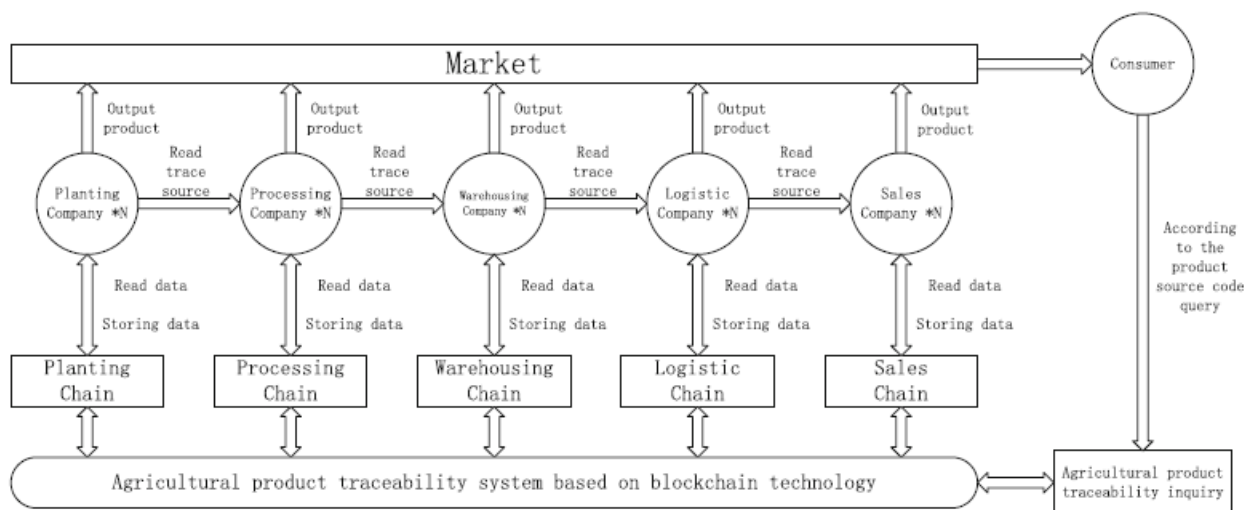 Market
Consumer
Output
product
Output
product
Output
product
Output
product
Output
product
Read
trace
source
Read
trace
source
Read
trace
source
Read
trace
source
Planting
Company *N
Processing
Company *N
Warehousing
Company *N
Logistic
Company *N
Sales
Company *N
According
to the
product
source code
query
Read data
Read data
Read data
Read data
Read data
Storing data
Storing data
Storing data
Storing data
Storing data
Planting
Chain
Processing
Chain
Warehousing
Chain
Logistic
Chain
Sales
Chain
Agricultural product traceability system based on blockchain technology
Agricultural product
traceability inquiry